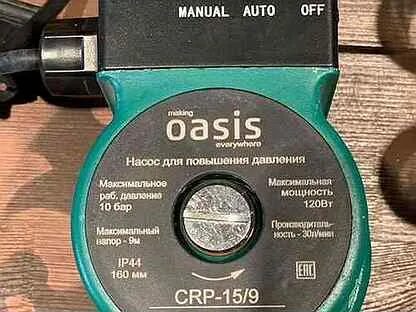 MANUAL AUTO OFF
making
oasis
everywhere
Насос для повышения давления
Максимальное
раб. давление
10 бар
Максимальная
мощность
120Вт
Максимальный
напор - 9м
Производитель-
ность - 30л/мин
IP44
160 мм
EAC
CRP-15/9